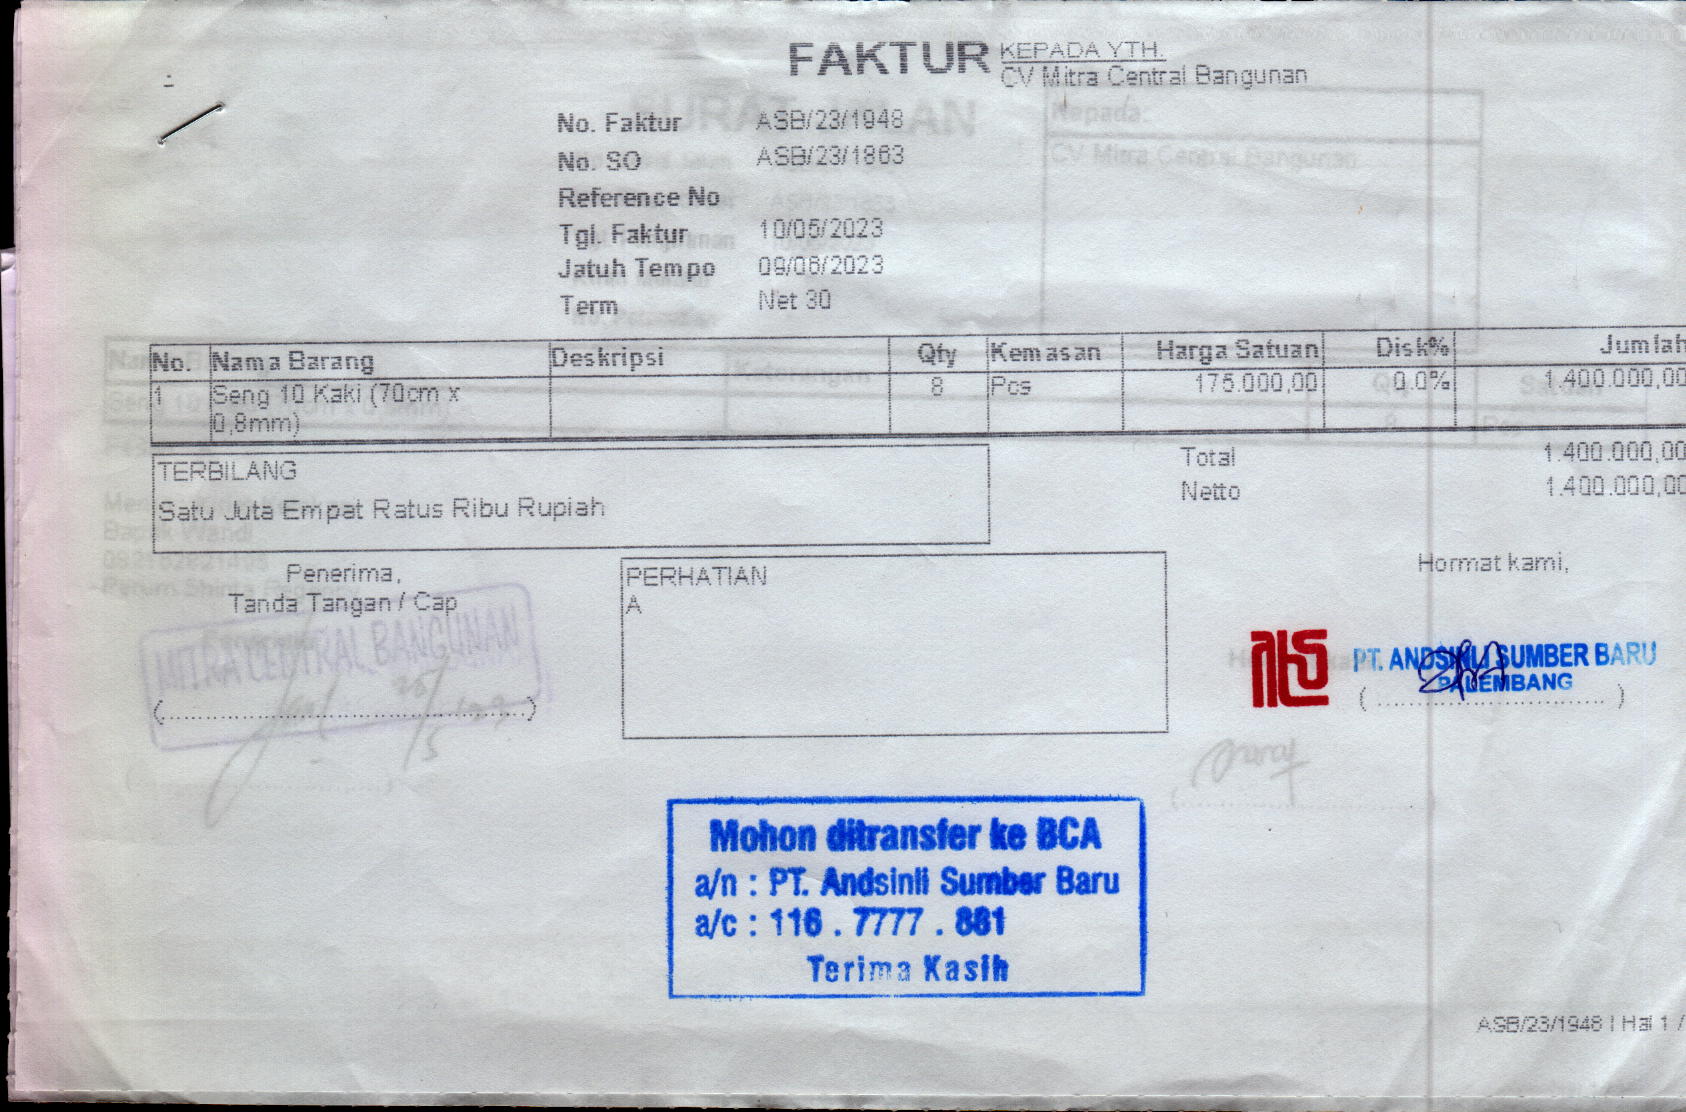 FAKTUR
KEPADA YTH.
CV Mitra Central Bangunan
No. Faktur ASB/23/1948
No. SO ASB/23/1863
Reference No
Tgl. Faktur 10/05/2023
Jatuh Tempo 09/06/2023
Term Net 30
No. Nama Barang Deskripsi Qty Kemasan Harga Satuan Disk% Jumlah
1 Seng 10 Kaki (70cm x 8 Pcs 175.000,00 0.0% 1.400.000,00
0,8mm)
TERBILANG
Satu Juta Empat Ratus Ribu Rupiah
Total 1.400.000,00
Netto 1.400.000,00
Penerima,
Tanda Tangan / Cap
MITRA CENTRAL BANGUNAN
PERHATIAN
A
Hormat kami,
PT. ANDSINLI SUMBER BARU
PALEMBANG
Mohon ditransfer ke BCA
a/n : PT. Andsinli Sumber Baru
a/c : 116 . 7777 . 881
Terima Kasih
ASB/23/1948 | Hal 1 /